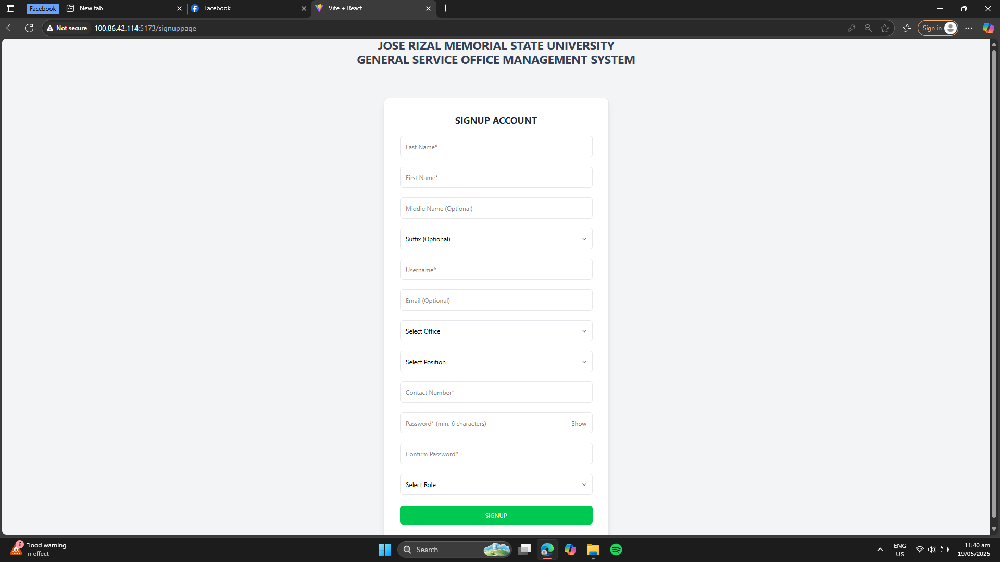 Facebook
New tab
Facebook
Vite + React
Not secure
100.86.42.114:5173/signuppage
Sign in
JOSE RIZAL MEMORIAL STATE UNIVERSITY
GENERAL SERVICE OFFICE MANAGEMENT SYSTEM
SIGNUP ACCOUNT
Last Name*
First Name*
Middle Name (Optional)
Suffix (Optional)
Username*
Email (Optional)
Select Office
Select Position
Contact Number*
Password* (min. 6 characters)
Show
Confirm Password*
Select Role
SIGNUP
6
Flood warning
In effect
Search
ENG
US
11:40 am
19/05/2025